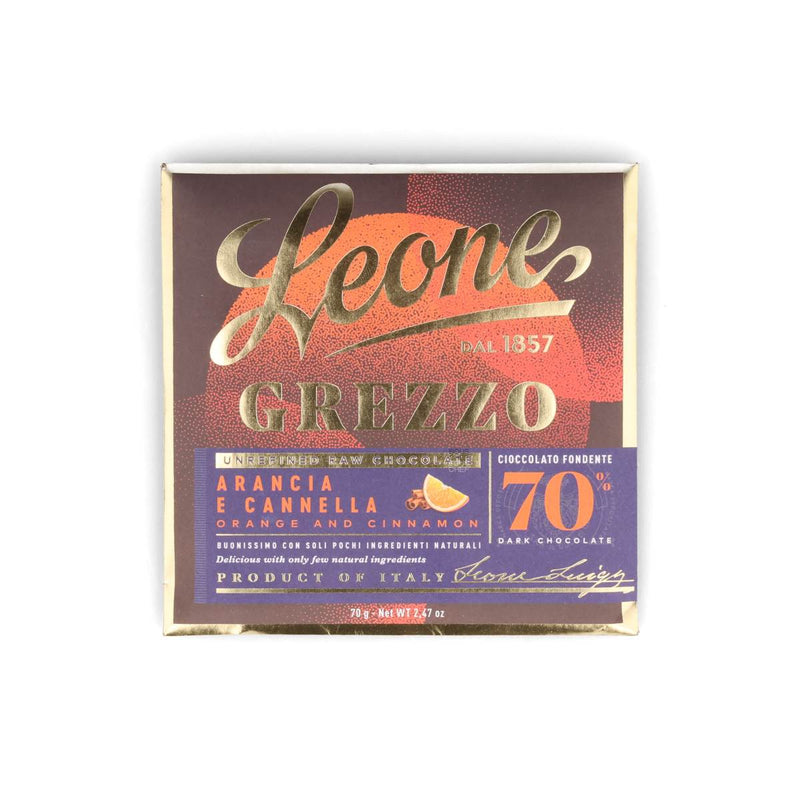 Leone
DAL 1857
GREZZO
UNREFINED RAW CHOCOLATE
ARANCIA
E CANNELLA
ORANGE AND CINNAMON
BUONISSIMO CON SOLI POCHI INGREDIENTI NATURALI
Delicious with only few natural ingredients
PRODUCT OF ITALY
CIOCCOLATO FONDENTE
70%
DARK CHOCOLATE
Leone Luigi
70 g - Net WT 2,47 oz